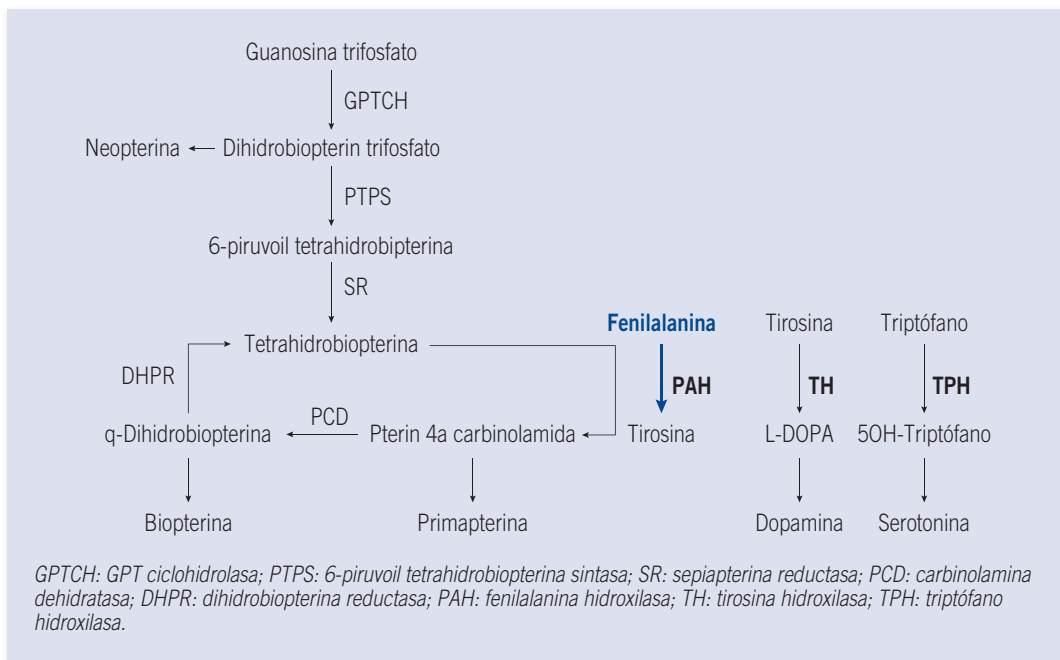 Guanosina trifosfato
GPTCH
Neopterina
Dihidrobiopterin trifosfato
PTPS
6-piruvoil tetrahidrobipterina
SR
Fenilalanina
Tirosina
Triptófano
Tetrahidrobiopterina
DHPR
PAH
TH
TPH
PCD
q-Dihidrobiopterina
Pterin 4a carbinolamida
Tirosina
L-DOPA
5OH-Triptófano
Biopterina
Primapterina
Dopamina
Serotonina
GPTCH: GPT ciclohidrolasa; PTPS: 6-piruvoil tetrahidrobiopterina sintasa; SR: sepiapterina reductasa; PCD: carbinolamina
dehidratasa; DHPR: dihidrobiopterina reductasa; PAH: fenilalanina hidroxilasa; TH: tirosina hidroxilasa; TPH: triptófano
hidroxilasa.